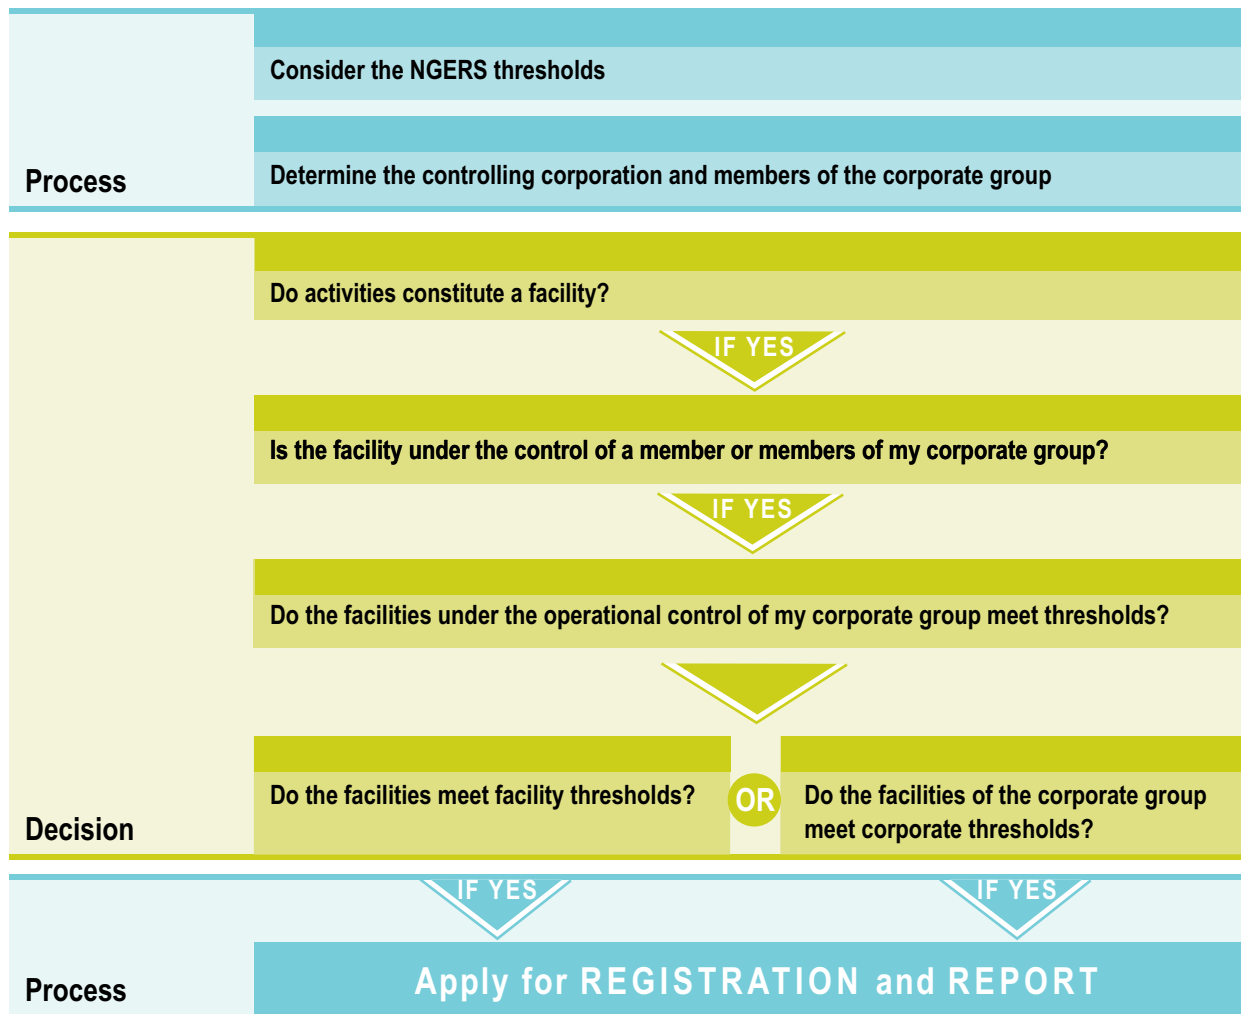 Consider the NGERS thresholds
Process
Determine the controlling corporation and members of the corporate group
Do activities constitute a facility?
IF YES
Is the facility under the control of a member or members of my corporate group?
IF YES
Do the facilities under the operational control of my corporate group meet thresholds?
Decision
Do the facilities meet facility thresholds?
OR
Do the facilities of the corporate group
meet corporate thresholds?
IF YES
IF YES
Process
Apply for REGISTRATION and REPORT